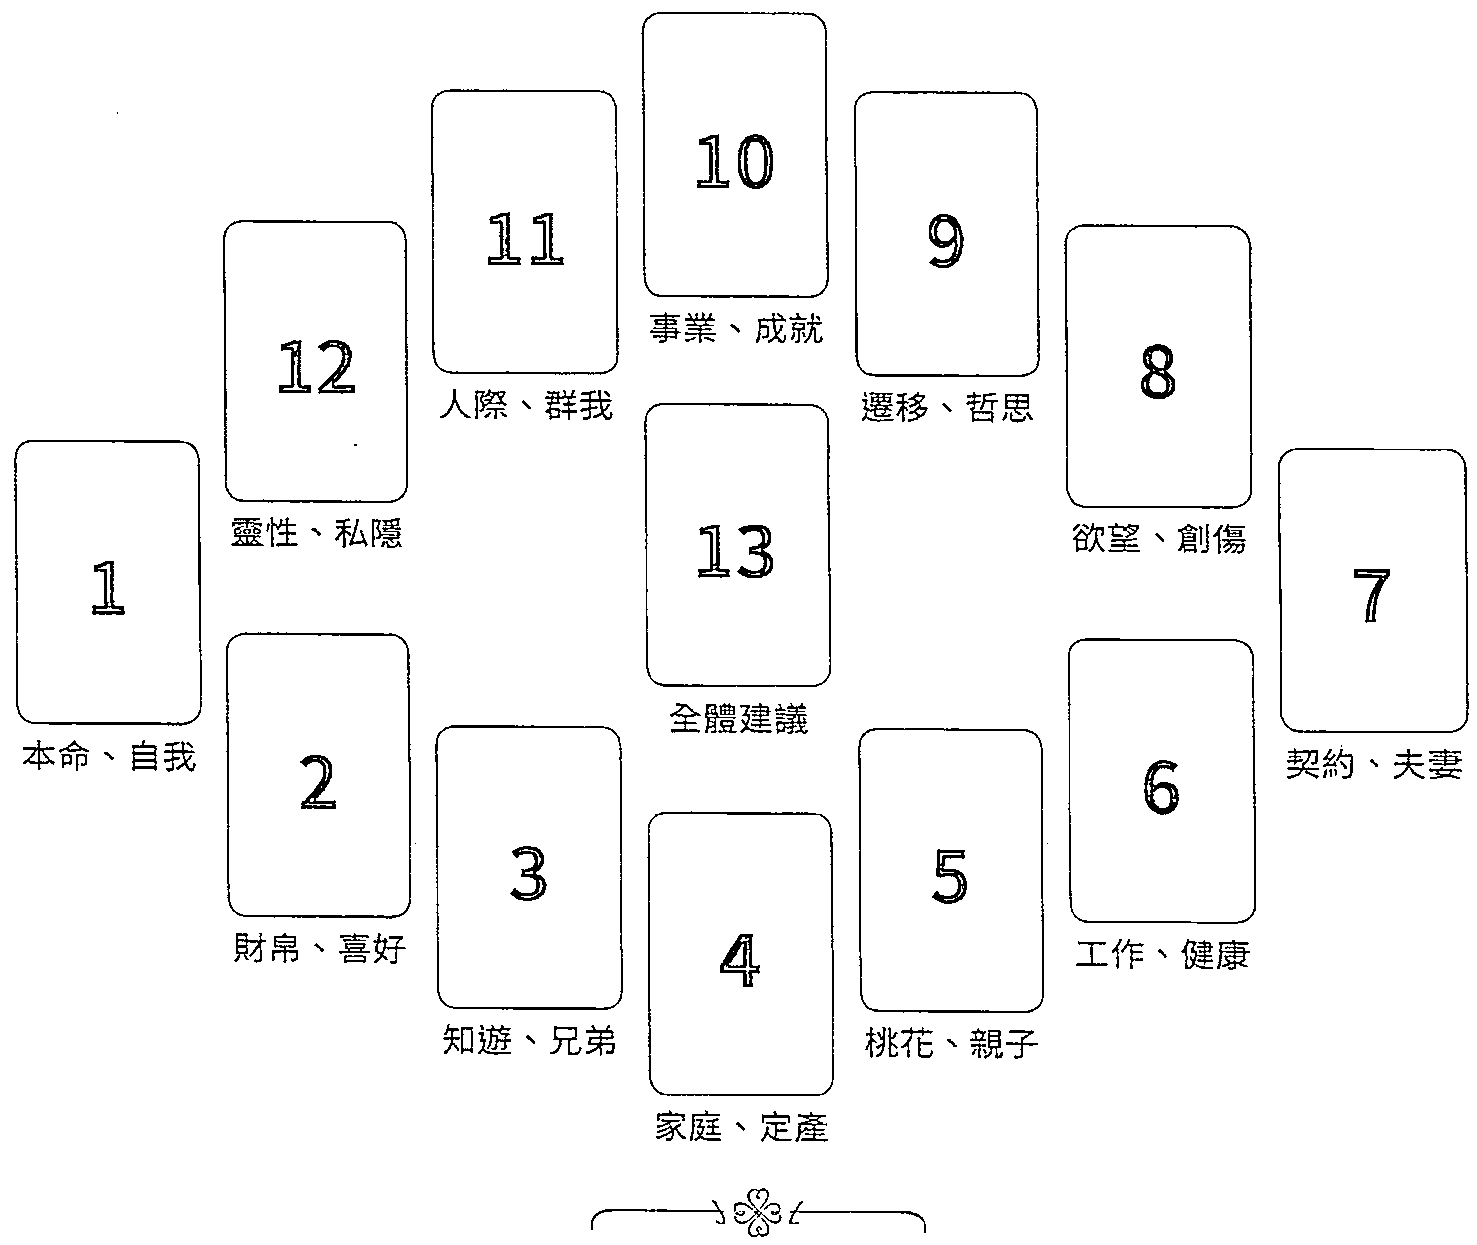 10
事業、成就
11
人際、群我
9
遷移、哲思
12
靈性、私隱
8
欲望、創傷
1
本命、自我
13
全體建議
7
契約、夫妻
2
財帛、喜好
6
工作、健康
3
知遊、兄弟
5
桃花、親子
4
家庭、定產